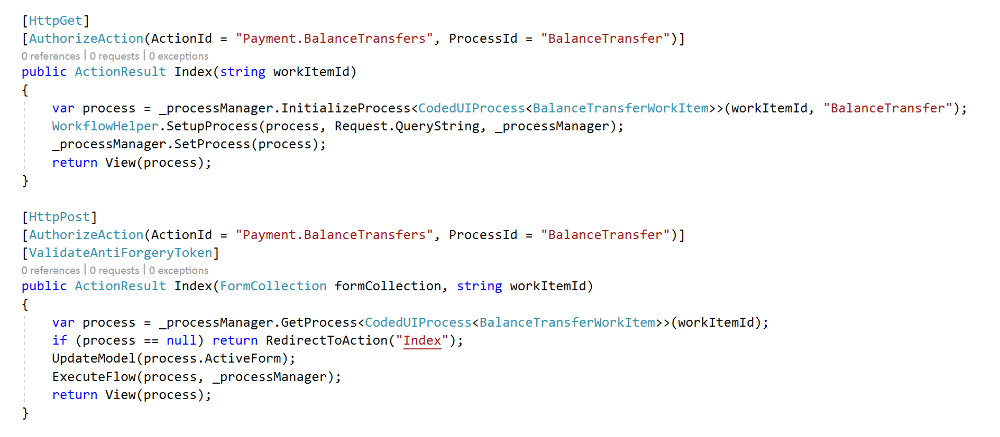 [HttpGet]
[AuthorizeAction(ActionId = "Payment.BalanceTransfers", ProcessId = "BalanceTransfer")]
0 references | 0 requests | 0 exceptions
public ActionResult Index(string workItemId)
{
    var process = _processManager.InitializeProcess<CodedUIProcess<BalanceTransferWorkItem>>(workItemId, "BalanceTransfer");
    WorkflowHelper.SetupProcess(process, Request.QueryString, _processManager);
    _processManager.SetProcess(process);
    return View(process);
}
[HttpPost]
[AuthorizeAction(ActionId = "Payment.BalanceTransfers", ProcessId = "BalanceTransfer")]
[ValidateAntiForgeryToken]
0 references | 0 requests | 0 exceptions
public ActionResult Index(FormCollection formCollection, string workItemId)
{
    var process = _processManager.GetProcess<CodedUIProcess<BalanceTransferWorkItem>>(workItemId);
    if (process == null) return RedirectToAction("Index");
    UpdateModel(process.ActiveForm);
    ExecuteFlow(process, _processManager);
    return View(process);
}